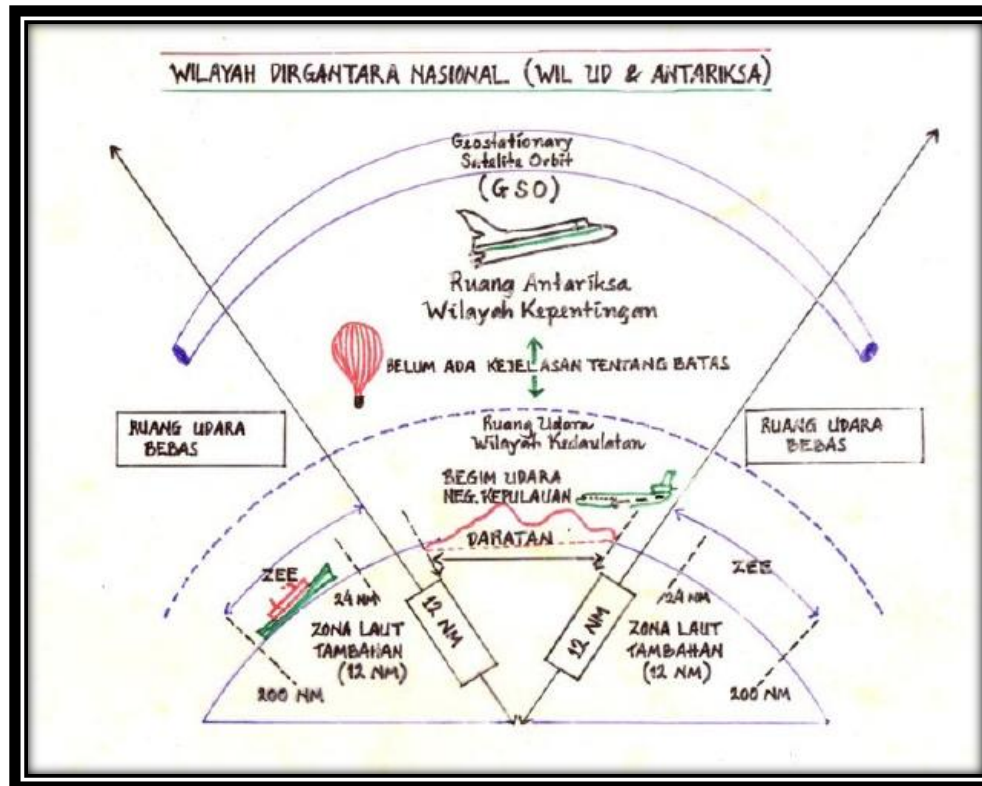 WILAYAH DIRGANTARA NASIONAL (WIL UD & ANTARIKSA)
Geostationary
Satelite Orbit
(GSO)
Ruang Antariksa
Wilayah Kepentingan
BELUM ADA KEJELASAN TENTANG BATAS
RUANG UDARA
BEBAS
Ruang Udara
Wilayah Kedaulatan
RUANG UDARA
BEBAS
BEGIM UDARA
NEG. KEPULAUAN
DARATAN
ZEE
ZEE
24 NM
12 NM
12 NM
24 NM
ZONA LAUT
TAMBAHAN
(12 NM)
ZONA LAUT
TAMBAHAN
(12 NM)
200 NM
200 NM